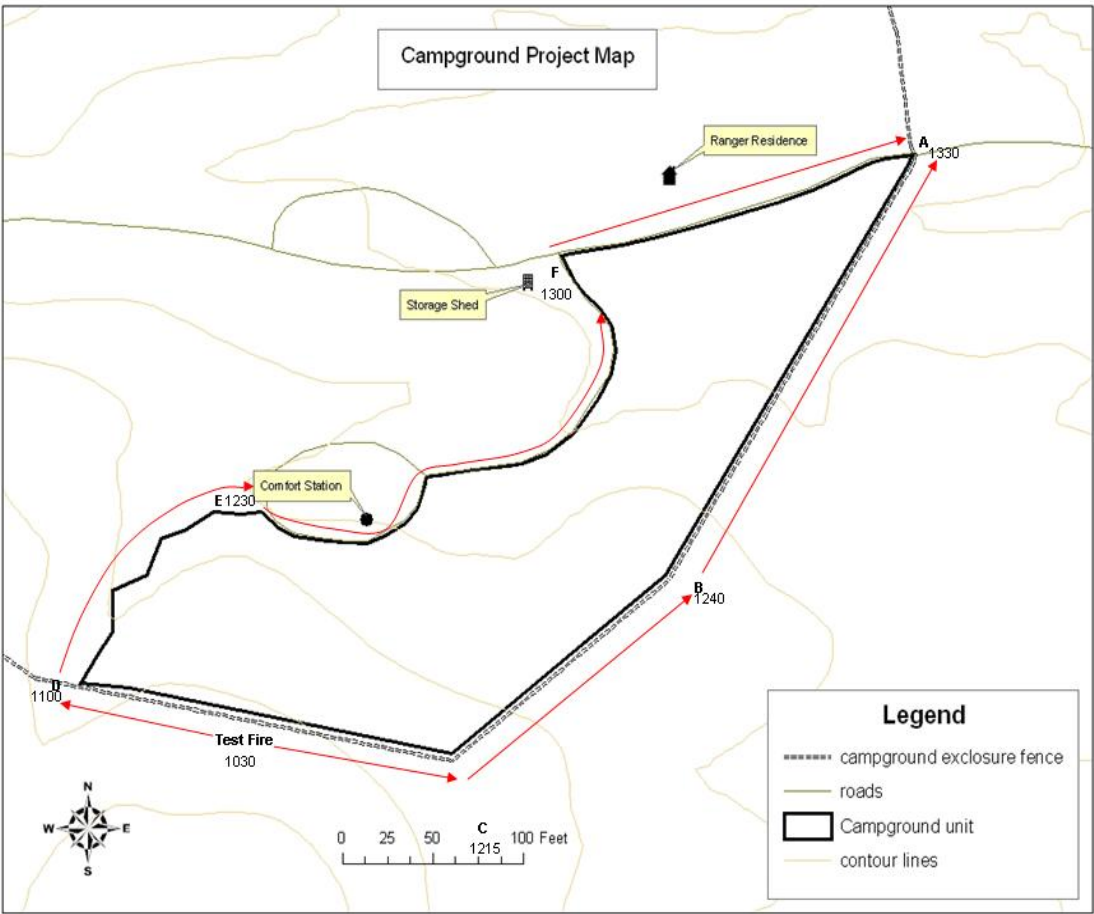 Campground Project Map
Ranger Residence
A
1330
F
1300
Storage Shed
Comfort Station
E 1230
B
1240
D
1100
Test Fire
1030
C
1215
N
W E
S
0 25 50 100 Feet
Legend
campground exclosure fence
roads
Campground unit
contour lines